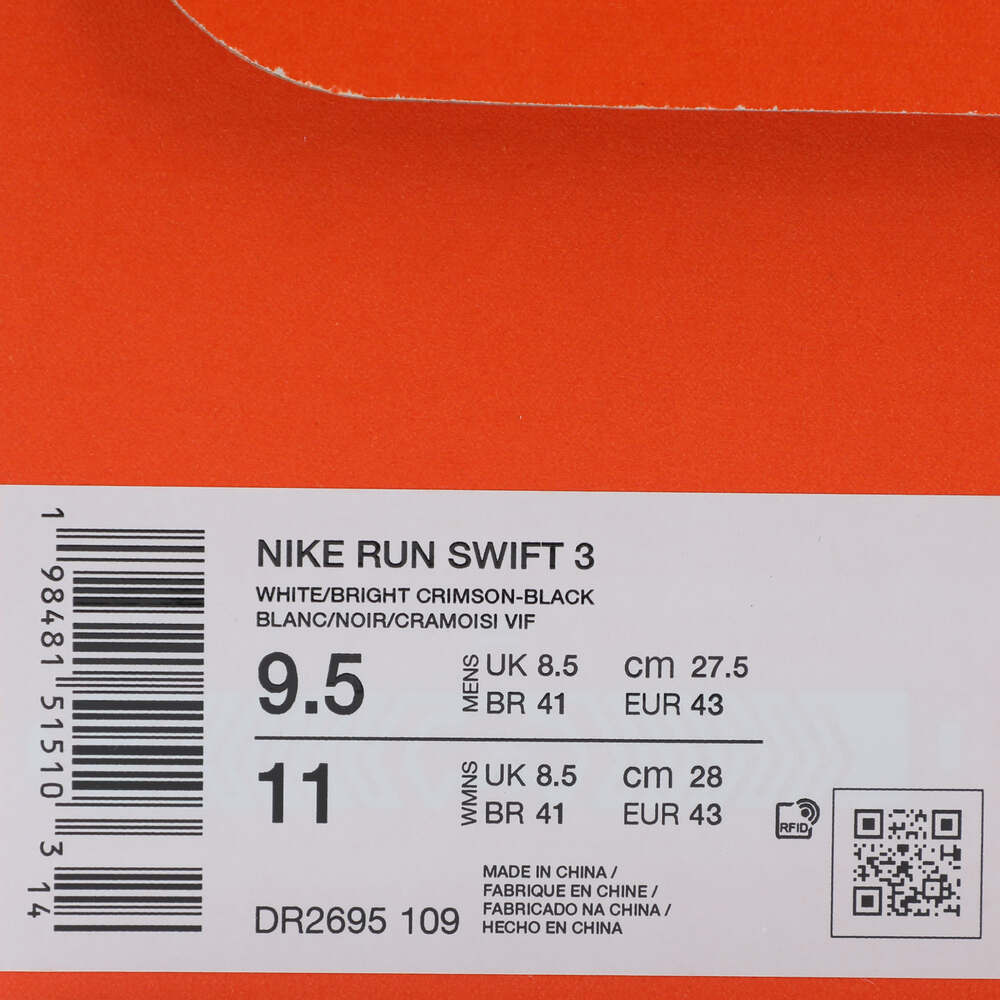 NIKE RUN SWIFT 3
WHITE/BRIGHT CRIMSON-BLACK
BLANC/NOIR/CRAMOISI VIF
9.5 MENS UK 8.5 cm 27.5
BR 41 EUR 43
11 WMNS UK 8.5 cm 28
BR 41 EUR 43
RFID
MADE IN CHINA /
FABRIQUE EN CHINE /
FABRICADO NA CHINA /
HECHO EN CHINA
DR2695 109
1 98481 51510 3 14